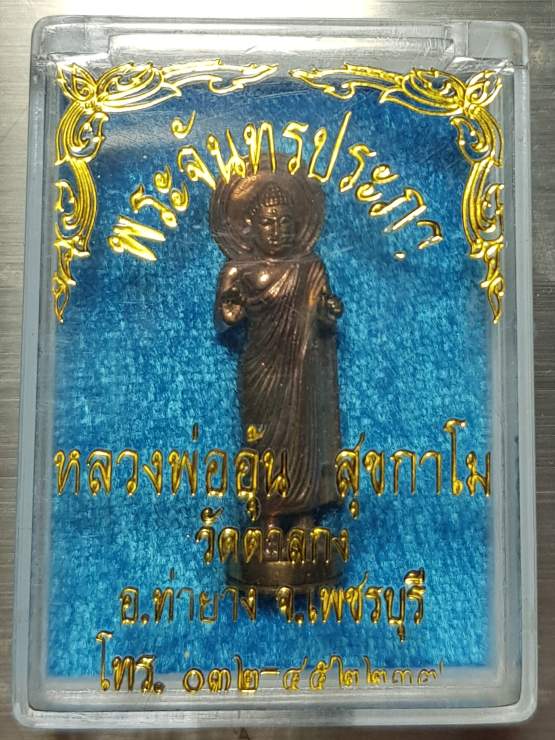 พระจันทรประภา
หลวงพ่ออุ้น สุขกาโม
วัดตาลกง
อ.ท่ายาง จ.เพชรบุรี
โทร. ๐๓๒-๔๕๒๒๓๗